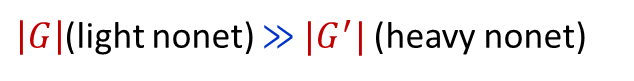 |G|(light nonet) ≫ |G′| (heavy nonet)